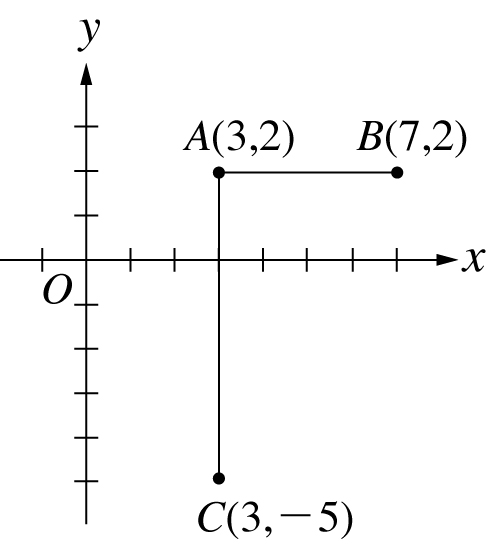 y
A(3,2) B(7,2)
x
O
C(3,−5)